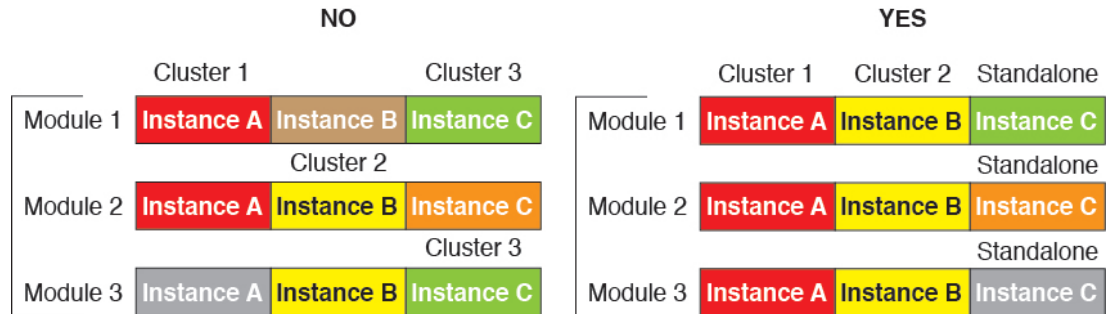 NO
Cluster 1 Cluster 3
Module 1 Instance A Instance B Instance C
Cluster 2
Module 2 Instance A Instance B Instance C
Cluster 3
Module 3 Instance A Instance B Instance C
YES
Cluster 1 Cluster 2 Standalone
Module 1 Instance A Instance B Instance C
Standalone
Module 2 Instance A Instance B Instance C
Standalone
Module 3 Instance A Instance B Instance C